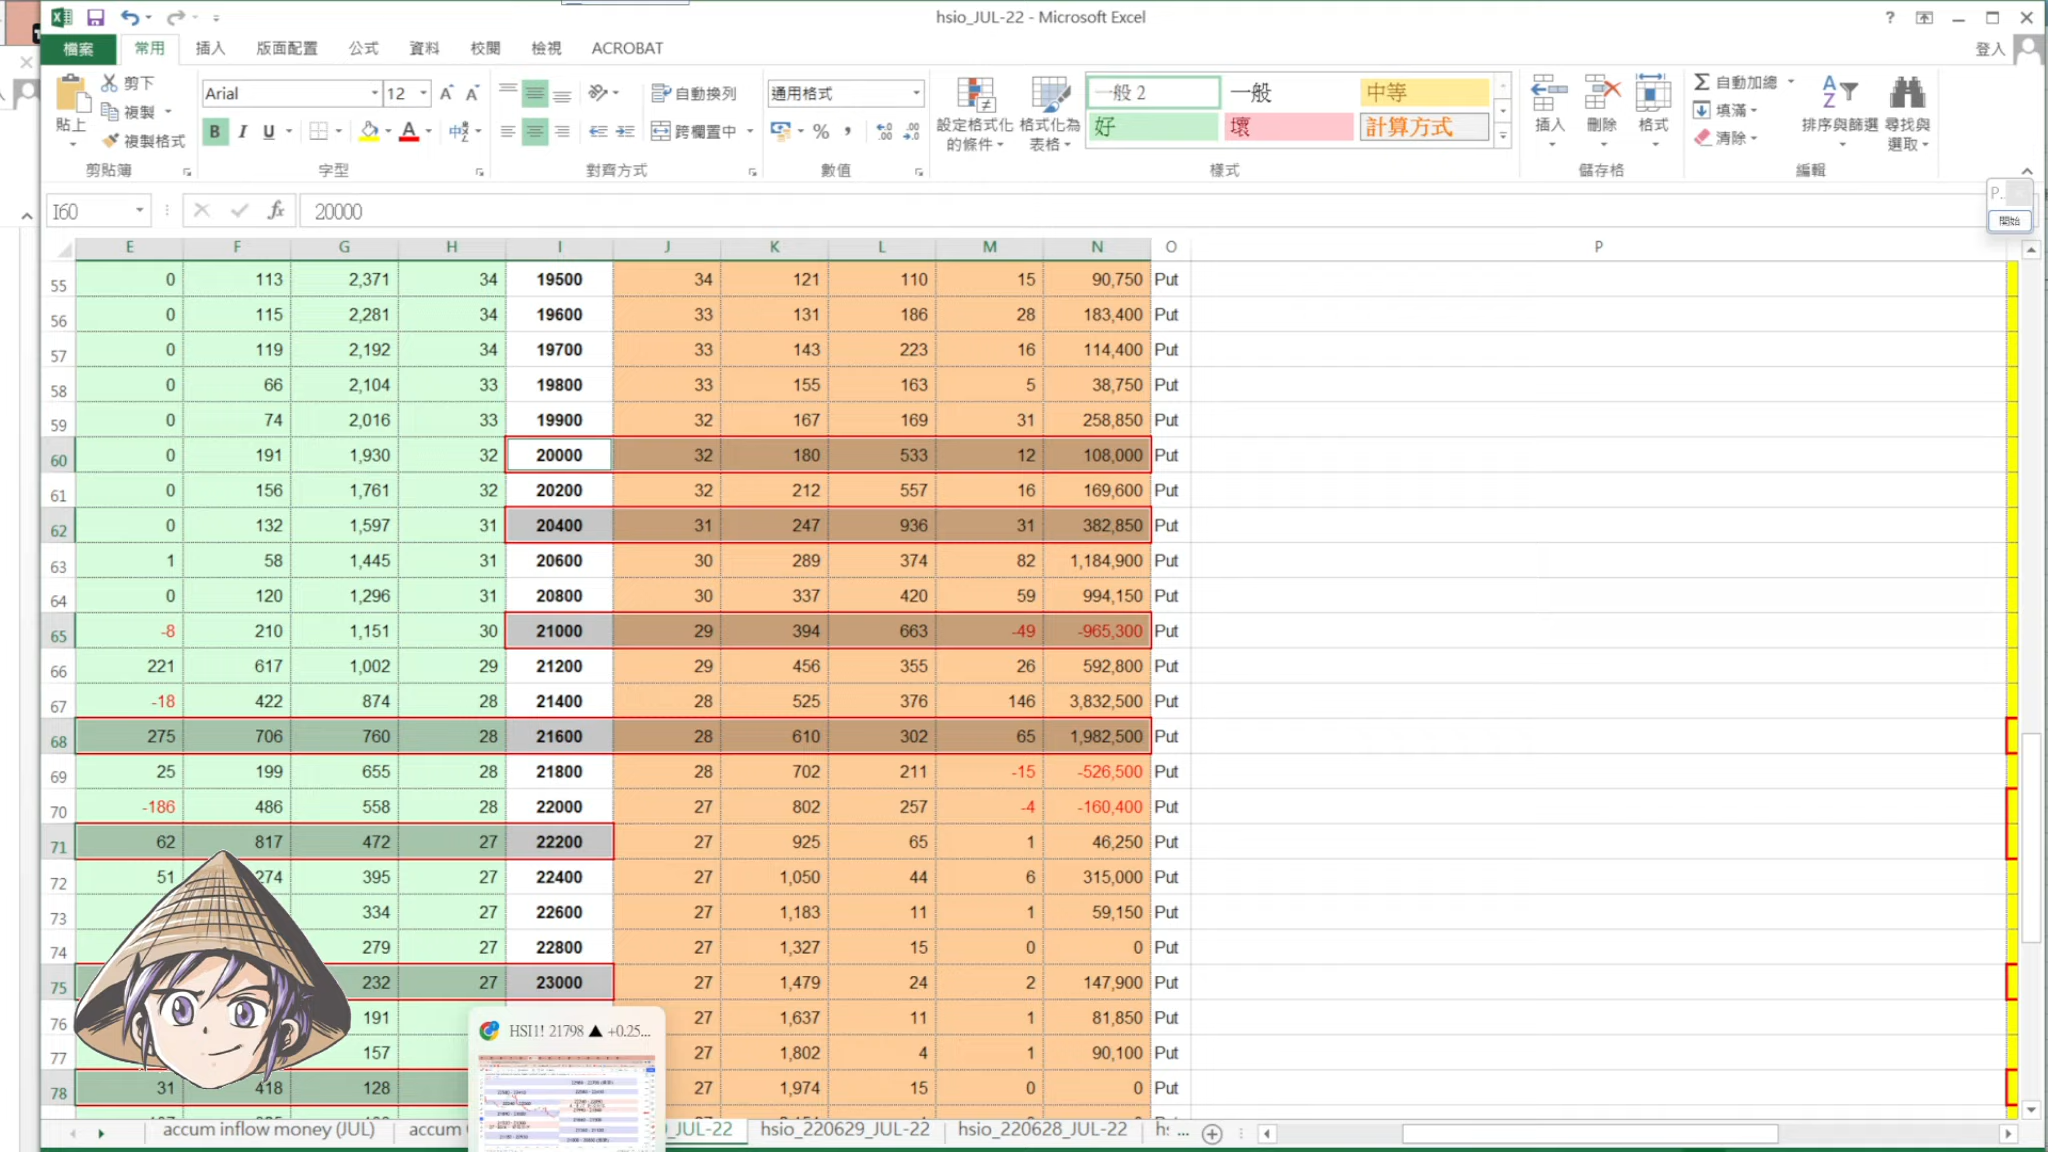 hsio_JUL-22 - Microsoft Excel
檔案 常用 插入 版面配置 公式 資料 校閱 檢視 ACROBAT 登入
剪下 Arial 12 自動換列 通用格式 一般 2 一般 中等 自動加總
貼上 複製 設定格式化的條件 格式化為表格 插入 刪除 格式 填滿 排序與篩選 尋找與選取
複製格式 B I U 跨欄置中 % 好 壞 計算方式 清除
剪貼簿 字型 對齊方式 數值 樣式 儲存格 編輯
P..
開始
I60 fx 20000
E F G H I J K L M N O P
55 0 113 2,371 34 19500 34 121 110 15 90,750 Put
56 0 115 2,281 34 19600 33 131 186 28 183,400 Put
57 0 119 2,192 34 19700 33 143 223 16 114,400 Put
58 0 66 2,104 33 19800 33 155 163 5 38,750 Put
59 0 74 2,016 33 19900 32 167 169 31 258,850 Put
60 0 191 1,930 32 20000 32 180 533 12 108,000 Put
61 0 156 1,761 32 20200 32 212 557 16 169,600 Put
62 0 132 1,597 31 20400 31 247 936 31 382,850 Put
63 1 58 1,445 31 20600 30 289 374 82 1,184,900 Put
64 0 120 1,296 31 20800 30 337 420 59 994,150 Put
65 -8 210 1,151 30 21000 29 394 663 -49 -965,300 Put
66 221 617 1,002 29 21200 29 456 355 26 592,800 Put
67 -18 422 874 28 21400 28 525 376 146 3,832,500 Put
68 275 706 760 28 21600 28 610 302 65 1,982,500 Put
69 25 199 655 28 21800 28 702 211 -15 -526,500 Put
70 -186 486 558 28 22000 27 802 257 -4 -160,400 Put
71 62 817 472 27 22200 27 925 65 1 46,250 Put
72 51 274 395 27 22400 27 1,050 44 6 315,000 Put
73 334 27 22600 27 1,183 11 1 59,150 Put
74 279 27 22800 27 1,327 15 0 0 Put
75 232 27 23000 27 1,479 24 2 147,900 Put
76 191 27 1,637 11 1 81,850 Put
77 157 27 1,802 4 1 90,100 Put
78 31 418 128 27 1,974 15 0 0 Put
HSI1! 21798 ▲ +0.25...
accum inflow money (JUL) accum _JUL-22 hsio_220629_JUL-22 hsio_220628_JUL-22 ...